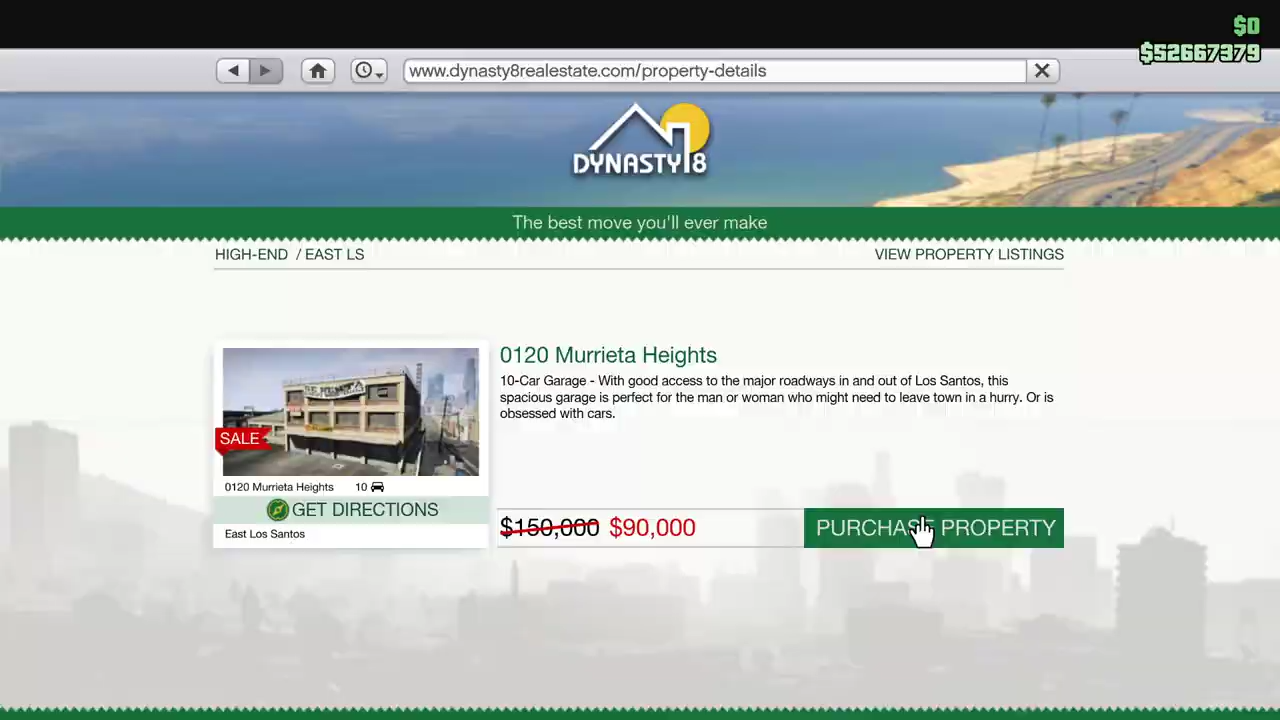 $0
$52667379
www.dynasty8realestate.com/property-details
DYNASTY 8
The best move you'll ever make
HIGH-END / EAST LS
VIEW PROPERTY LISTINGS
0120 Murrieta Heights
10-Car Garage - With good access to the major roadways in and out of Los Santos, this
spacious garage is perfect for the man or woman who might need to leave town in a hurry. Or is
obsessed with cars.
SALE
0120 Murrieta Heights 10
GET DIRECTIONS
East Los Santos
$150,000 $90,000
PURCHASE PROPERTY